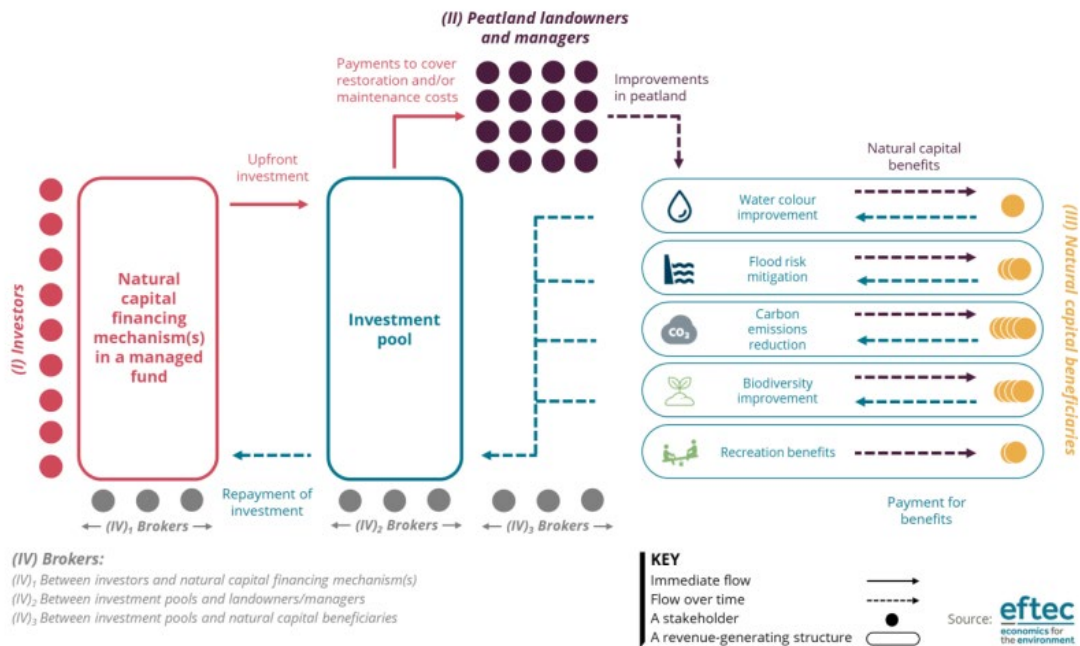 (II) Peatland landowners
and managers
Payments to cover
restoration and/or
maintenance costs
Improvements
in peatland
Upfront
investment
Natural capital
benefits
(I) Investors
Natural
capital
financing
mechanism(s)
in a managed
fund
Investment
pool
Water colour
improvement
Flood risk
mitigation
CO₂
Carbon
emissions
reduction
Biodiversity
improvement
Recreation benefits
(III) Natural capital beneficiaries
Repayment of
investment
Payment for
benefits
(IV)₁ Brokers
(IV)₂ Brokers
(IV)₃ Brokers
(IV) Brokers:
(IV)₁ Between investors and natural capital financing mechanism(s)
(IV)₂ Between investment pools and landowners/managers
(IV)₃ Between investment pools and natural capital beneficiaries
KEY
Immediate flow
Flow over time
A stakeholder
A revenue-generating structure
Source:
eftec
economics for
the environment